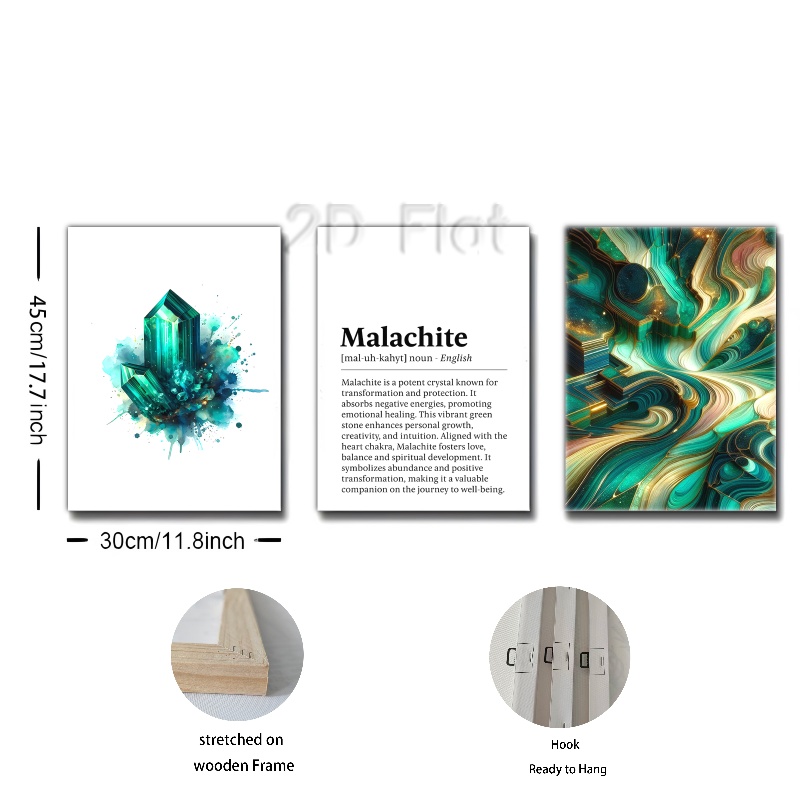 2D Flat
45cm/17.7inch
Malachite
[mal-uh-kahyt] noun - English
Malachite is a potent crystal known for
transformation and protection. It
absorbs negative energies, promoting
emotional healing. This vibrant green
stone enhances personal growth,
creativity, and intuition. Aligned with the
heart chakra, Malachite fosters love,
balance and spiritual development. It
symbolizes abundance and positive
transformation, making it a valuable
companion on the journey to well-being.
30cm/11.8inch
stretched on
wooden Frame
Hook
Ready to Hang